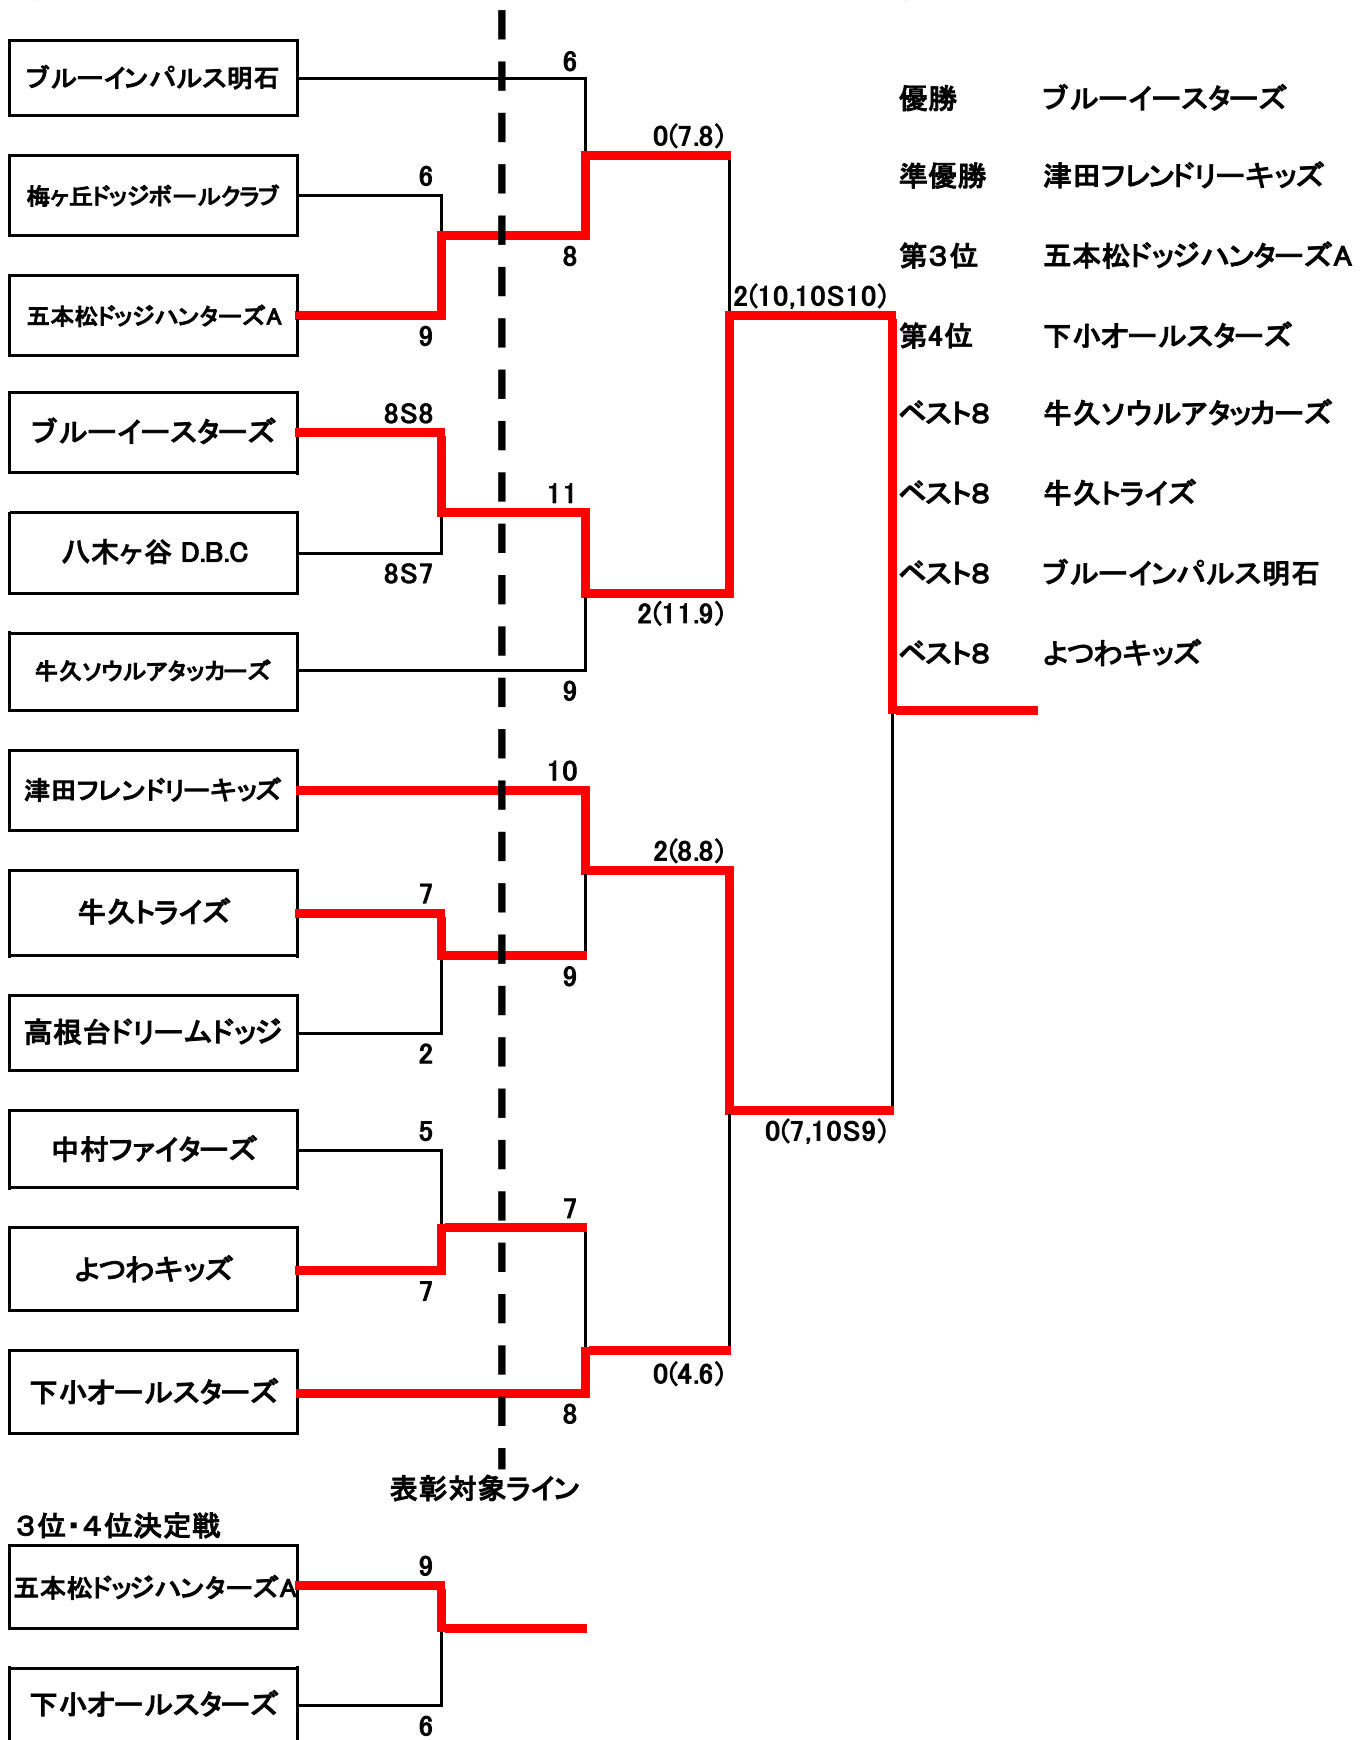 ブルーインパルス明石
6
0(7.8)
梅ヶ丘ドッジボールクラブ
6
8
五本松ドッジハンターズA
9
2(10,10S10)
ブルーイースターズ
8S8
11
八木ヶ谷 D.B.C
8S7
2(11.9)
牛久ソウルアタッカーズ
9
津田フレンドリーキッズ
10
2(8.8)
牛久トライズ
7
9
高根台ドリームドッジ
2
中村ファイターズ
5
0(7,10S9)
よつわキッズ
7
7
下小オールスターズ
8
0(4.6)
表彰対象ライン
優勝 ブルーイースターズ
準優勝 津田フレンドリーキッズ
第3位 五本松ドッジハンターズA
第4位 下小オールスターズ
ベスト8 牛久ソウルアタッカーズ
ベスト8 牛久トライズ
ベスト8 ブルーインパルス明石
ベスト8 よつわキッズ
3位・4位決定戦
五本松ドッジハンターズA
9
下小オールスターズ
6